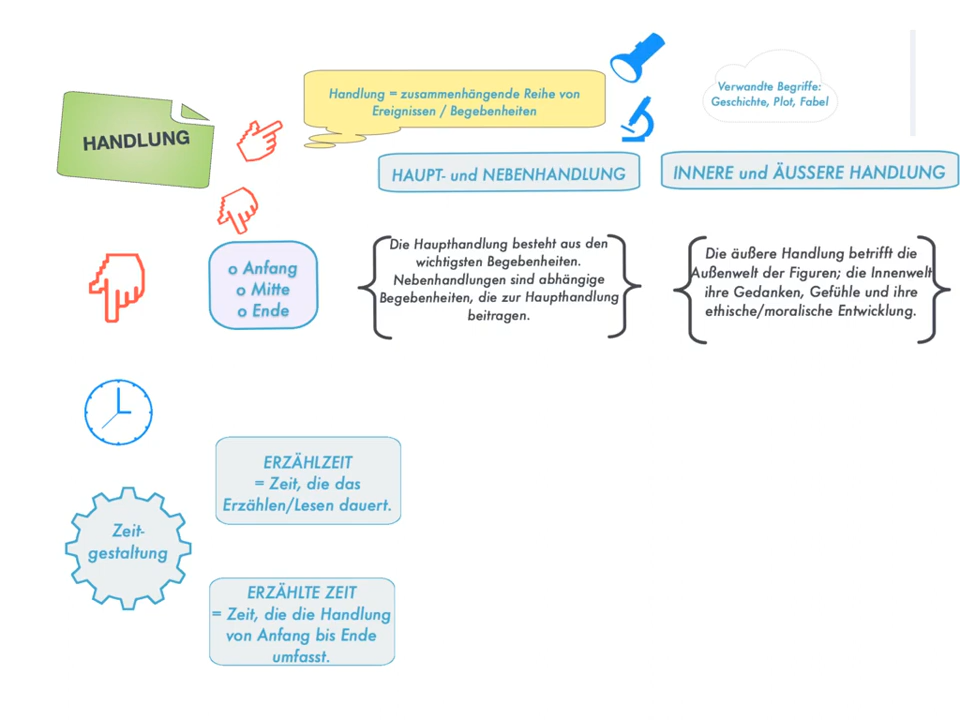 HANDLUNG
Handlung = zusammenhängende Reihe von
Ereignissen / Begebenheiten
Verwandte Begriffe:
Geschichte, Plot, Fabel
HAUPT- und NEBENHANDLUNG
INNERE und ÄUSSERE HANDLUNG
o Anfang
o Mitte
o Ende
Die Haupthandlung besteht aus den
wichtigsten Begebenheiten.
Nebenhandlungen sind abhängige
Begebenheiten, die zur Haupthandlung
beitragen.
Die äußere Handlung betrifft die
Außenwelt der Figuren; die Innenwelt
ihre Gedanken, Gefühle und ihre
ethische/moralische Entwicklung.
ERZÄHLZEIT
= Zeit, die das
Erzählen/Lesen dauert.
Zeit-
gestaltung
ERZÄHLTE ZEIT
= Zeit, die die Handlung
von Anfang bis Ende
umfasst.